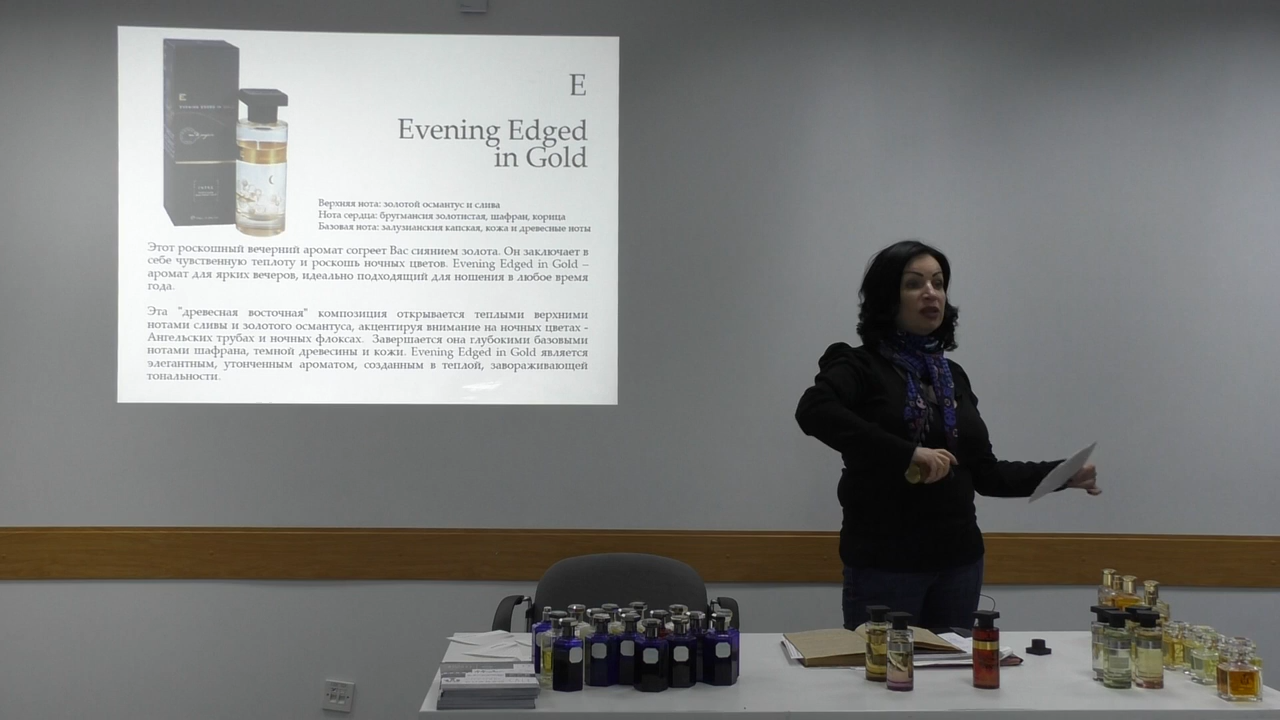 E
Evening Edged
in Gold
Верхняя нота: золотой османтус и слива
Нота сердца: бругмансия золотистая, шафран, корица
Базовая нота: залузианския капская, кожа и древесные ноты
Этот роскошный вечерний аромат согреет Вас сиянием золота. Он заключает в
себе чувственную теплоту и роскошь ночных цветов. Evening Edged in Gold –
аромат для ярких вечеров, идеально подходящий для ношения в любое время
года.
Эта "древесная восточная" композиция открывается теплыми верхними
нотами сливы и золотого османтуса, акцентируя внимание на ночных цветах -
Ангельских трубах и ночных флоксах. Завершается она глубокими базовыми
нотами шафрана, темной древесины и кожи. Evening Edged in Gold является
элегантным, утонченным ароматом, созданным в теплой, завораживающей
тональности.